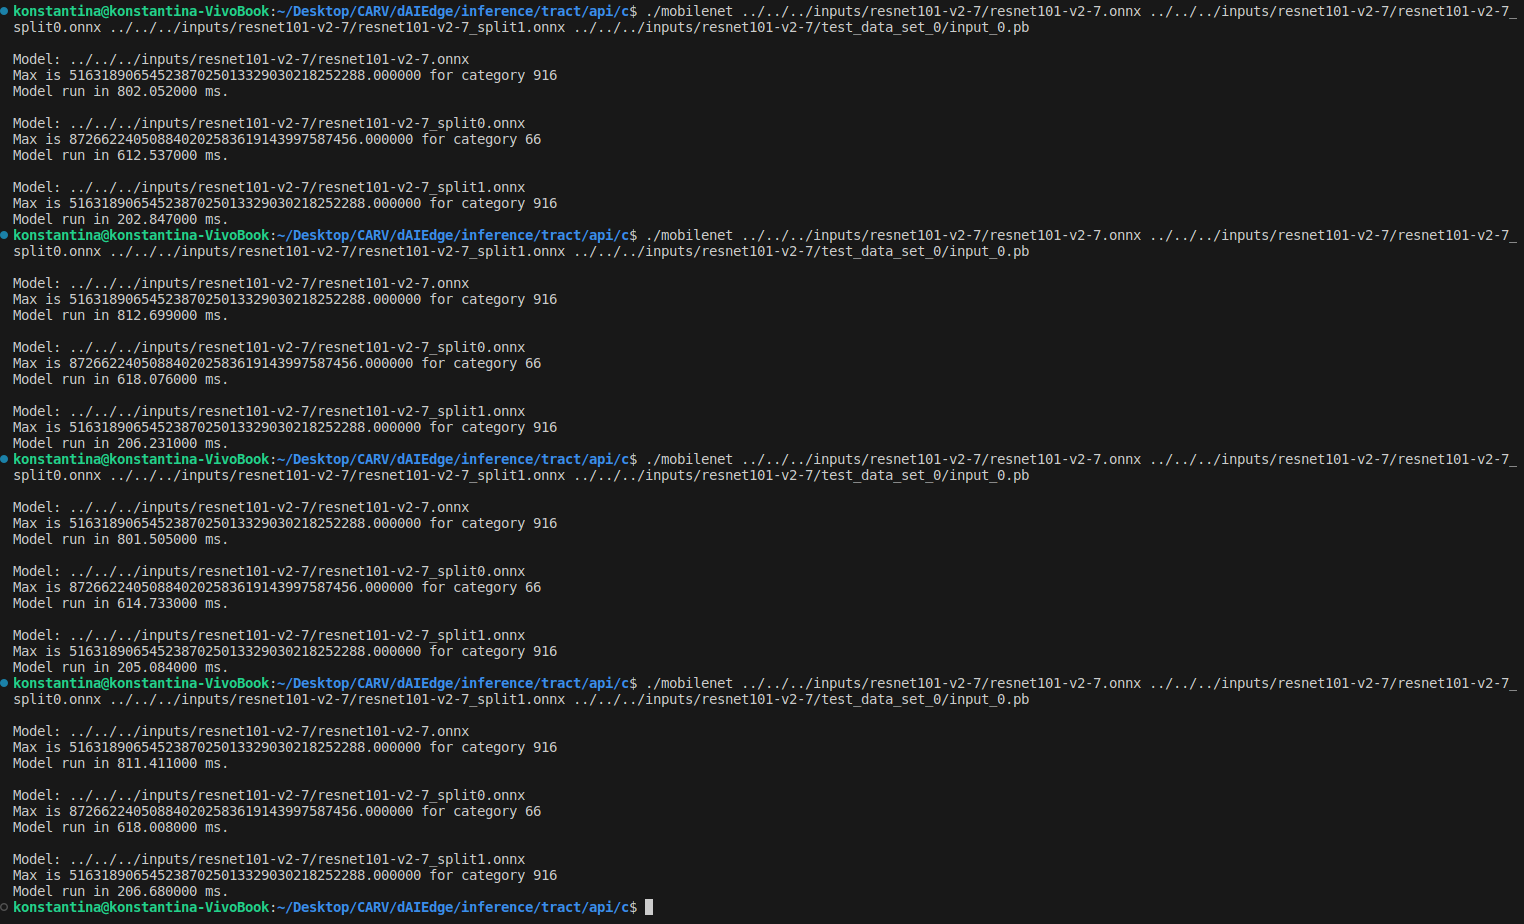 konstantina@konstantina-VivoBook:~/Desktop/CARV/dAIEdge/inference/tract/api/c$ ./mobilenet ../../../inputs/resnet101-v2-7/resnet101-v2-7.onnx ../../../inputs/resnet101-v2-7/resnet101-v2-7_
split0.onnx ../../../inputs/resnet101-v2-7/resnet101-v2-7_split1.onnx ../../../inputs/resnet101-v2-7/test_data_set_0/input_0.pb
Model: ../../../inputs/resnet101-v2-7/resnet101-v2-7.onnx
Max is 51631890654523870250133290302182522​88.000000 for category 916
Model run in 802.052000 ms.
Model: ../../../inputs/resnet101-v2-7/resnet101-v2-7_split0.onnx
Max is 8726622405088402025836191439975874​56.000000 for category 66
Model run in 612.537000 ms.
Model: ../../../inputs/resnet101-v2-7/resnet101-v2-7_split1.onnx
Max is 5163189065452387025013329030218252288.000000 for category 916
Model run in 202.847000 ms.
konstantina@konstantina-VivoBook:~/Desktop/CARV/dAIEdge/inference/tract/api/c$ ./mobilenet ../../../inputs/resnet101-v2-7/resnet101-v2-7.onnx ../../../inputs/resnet101-v2-7/resnet101-v2-7_
split0.onnx ../../../inputs/resnet101-v2-7/resnet101-v2-7_split1.onnx ../../../inputs/resnet101-v2-7/test_data_set_0/input_0.pb
Model: ../../../inputs/resnet101-v2-7/resnet101-v2-7.onnx
Max is 5163189065452387025013329030218252288.000000 for category 916
Model run in 812.699000 ms.
Model: ../../../inputs/resnet101-v2-7/resnet101-v2-7_split0.onnx
Max is 872662240508840202583619143997587456.000000 for category 66
Model run in 618.076000 ms.
Model: ../../../inputs/resnet101-v2-7/resnet101-v2-7_split1.onnx
Max is 5163189065452387025013329030218252288.000000 for category 916
Model run in 206.231000 ms.
konstantina@konstantina-VivoBook:~/Desktop/CARV/dAIEdge/inference/tract/api/c$ ./mobilenet ../../../inputs/resnet101-v2-7/resnet101-v2-7.onnx ../../../inputs/resnet101-v2-7/resnet101-v2-7_
split0.onnx ../../../inputs/resnet101-v2-7/resnet101-v2-7_split1.onnx ../../../inputs/resnet101-v2-7/test_data_set_0/input_0.pb
Model: ../../../inputs/resnet101-v2-7/resnet101-v2-7.onnx
Max is 5163189065452387025013329030218252288.000000 for category 916
Model run in 801.505000 ms.
Model: ../../../inputs/resnet101-v2-7/resnet101-v2-7_split0.onnx
Max is 872662240508840202583619143997587456.000000 for category 66
Model run in 614.733000 ms.
Model: ../../../inputs/resnet101-v2-7/resnet101-v2-7_split1.onnx
Max is 5163189065452387025013329030218252288.000000 for category 916
Model run in 205.084000 ms.
konstantina@konstantina-VivoBook:~/Desktop/CARV/dAIEdge/inference/tract/api/c$ ./mobilenet ../../../inputs/resnet101-v2-7/resnet101-v2-7.onnx ../../../inputs/resnet101-v2-7/resnet101-v2-7_
split0.onnx ../../../inputs/resnet101-v2-7/resnet101-v2-7_split1.onnx ../../../inputs/resnet101-v2-7/test_data_set_0/input_0.pb
Model: ../../../inputs/resnet101-v2-7/resnet101-v2-7.onnx
Max is 5163189065452387025013329030218252288.000000 for category 916
Model run in 811.411000 ms.
Model: ../../../inputs/resnet101-v2-7/resnet101-v2-7_split0.onnx
Max is 872662240508840202583619143997587456.000000 for category 66
Model run in 618.008000 ms.
Model: ../../../inputs/resnet101-v2-7/resnet101-v2-7_split1.onnx
Max is 5163189065452387025013329030218252288.000000 for category 916
Model run in 206.680000 ms.
konstantina@konstantina-VivoBook:~/Desktop/CARV/dAIEdge/inference/tract/api/c$